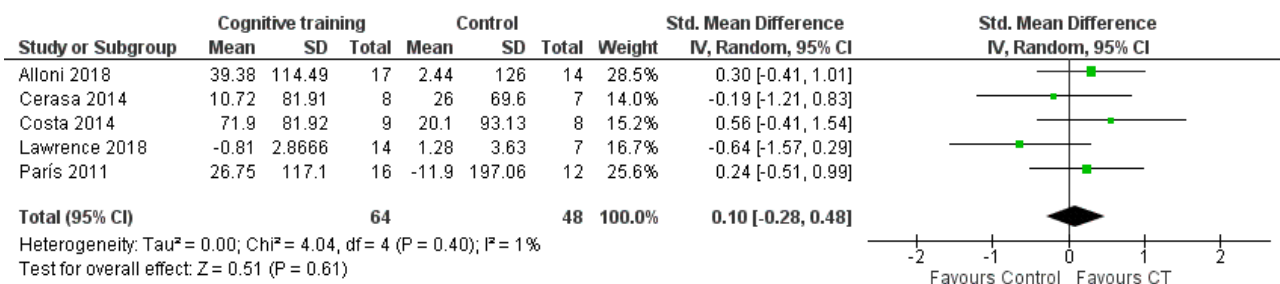 Cognitive training Control Std. Mean Difference Std. Mean Difference
Study or Subgroup Mean SD Total Mean SD Total Weight IV, Random, 95% CI IV, Random, 95% CI
Alloni 2018 39.38 114.49 17 2.44 126 14 28.5% 0.30 [-0.41, 1.01]
Cerasa 2014 10.72 81.91 8 26 69.6 7 14.0% -0.19 [-1.21, 0.83]
Costa 2014 71.9 81.92 9 20.1 93.13 8 15.2% 0.56 [-0.41, 1.54]
Lawrence 2018 -0.81 2.8666 14 1.28 3.63 7 16.7% -0.64 [-1.57, 0.29]
París 2011 26.75 117.1 16 -11.9 197.06 12 25.6% 0.24 [-0.51, 0.99]
Total (95% CI) 64 48 100.0% 0.10 [-0.28, 0.48]
Heterogeneity: Tau² = 0.00; Chi² = 4.04, df = 4 (P = 0.40); I² = 1%
Test for overall effect: Z = 0.51 (P = 0.61)
-2 -1 0 1 2
Favours Control Favours CT